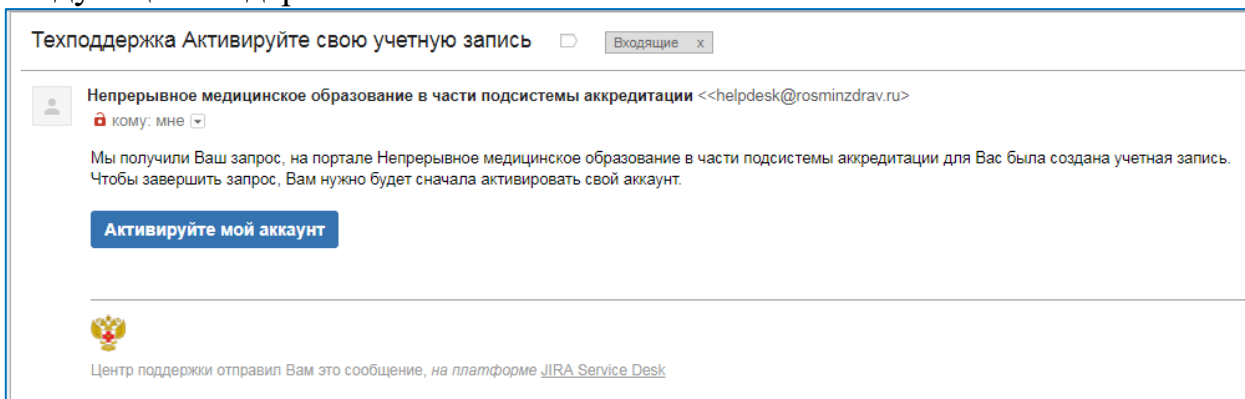 Техподдержка Активируйте свою учетную запись Входящие x
Непрерывное медицинское образование в части подсистемы аккредитации <<helpdesk@rosminzdrav.ru>
кому: мне
Мы получили Ваш запрос, на портале Непрерывное медицинское образование в части подсистемы аккредитации для Вас была создана учетная запись.
Чтобы завершить запрос, Вам нужно будет сначала активировать свой аккаунт.
Активируйте мой аккаунт
Центр поддержки отправил Вам это сообщение, на платформе JIRA Service Desk